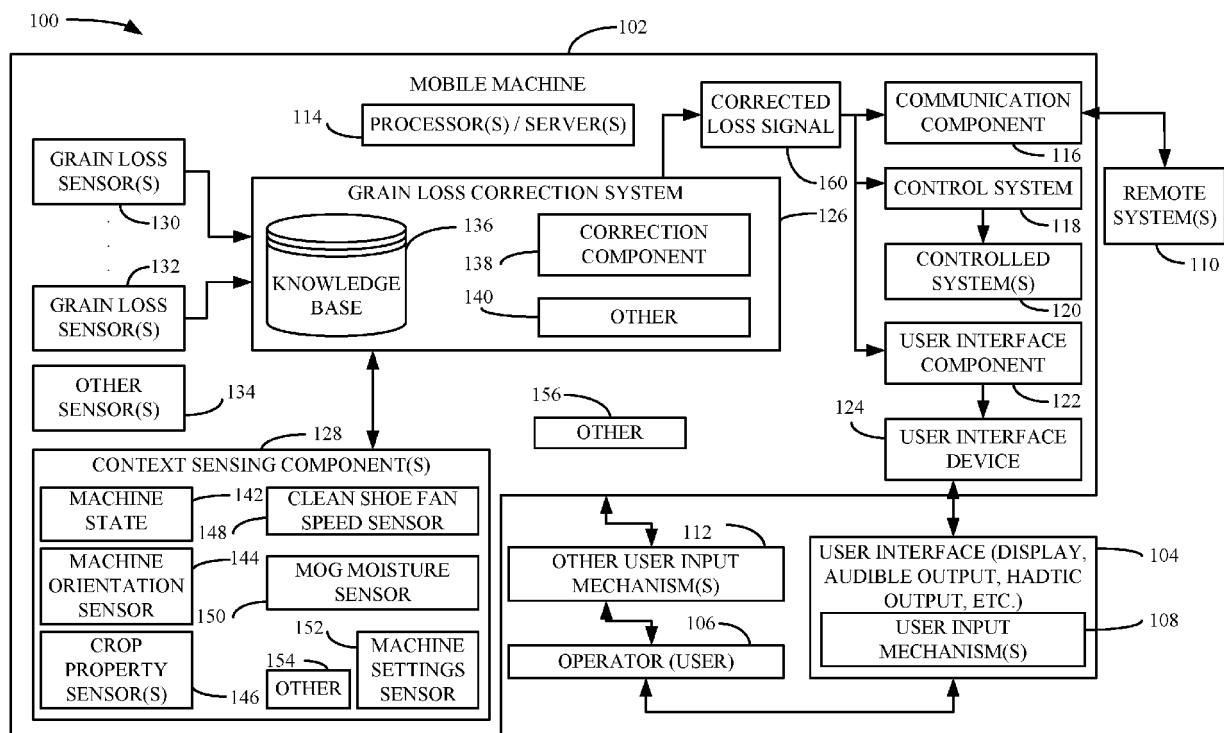 100
102
MOBILE MACHINE
114
PROCESSOR(S) / SERVER(S)
CORRECTED
LOSS SIGNAL
160
COMMUNICATION
COMPONENT
116
GRAIN LOSS
SENSOR(S)
130
GRAIN LOSS CORRECTION SYSTEM
126
136
KNOWLEDGE
BASE
138
CORRECTION
COMPONENT
140
OTHER
CONTROL SYSTEM
118
REMOTE
SYSTEM(S)
110
132
GRAIN LOSS
SENSOR(S)
CONTROLLED
SYSTEM(S)
120
OTHER
SENSOR(S)
134
USER INTERFACE
COMPONENT
122
156
OTHER
124
USER INTERFACE
DEVICE
128
CONTEXT SENSING COMPONENT(S)
MACHINE
STATE
142
148
CLEAN SHOE FAN
SPEED SENSOR
MACHINE
ORIENTATION
SENSOR
144
150
MOG MOISTURE
SENSOR
CROP
PROPERTY
SENSOR(S)
146
152
154
OTHER
MACHINE
SETTINGS
SENSOR
112
OTHER USER INPUT
MECHANISM(S)
106
OPERATOR (USER)
USER INTERFACE (DISPLAY,
AUDIBLE OUTPUT, HADTIC
OUTPUT, ETC.)
104
USER INPUT
MECHANISM(S)
108